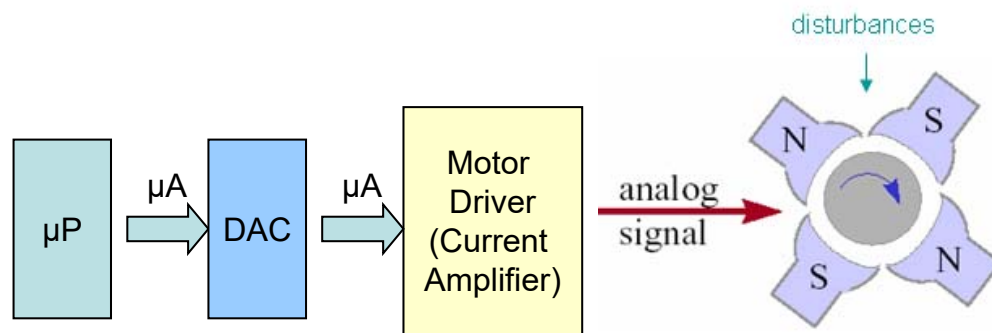 disturbances
µP
µA
DAC
µA
Motor
Driver
(Current
Amplifier)
analog
signal
N
S
S
N